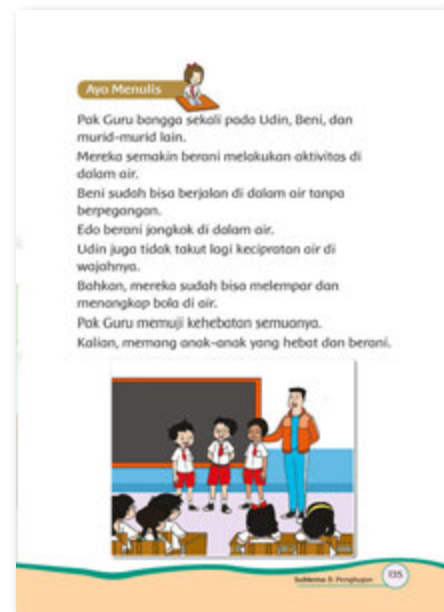 Ayo Menulis
Pak Guru bangga sekali pada Udin, Beni, dan
murid-murid lain.
Mereka semakin berani melakukan aktivitas di
dalam air.
Beni sudah bisa berjalan di dalam air tanpa
berpegangan.
Edo berani jongkok di dalam air.
Udin juga tidak takut lagi kecipratan air di
wajahnya.
Bahkan, mereka sudah bisa melempar dan
menangkap bola di air.
Pak Guru memuji kehebatan semuanya.
Kalian, memang anak-anak yang hebat dan berani.
Subtema 3: Penghujan 135